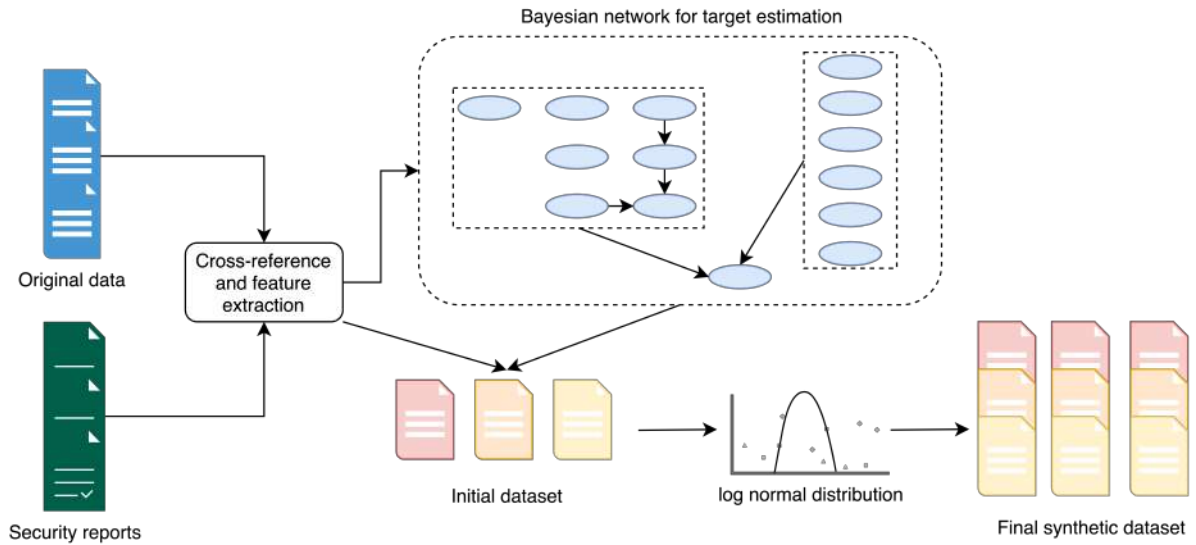 Bayesian network for target estimation
Original data
Cross-reference
and feature
extraction
Security reports
Initial dataset
log normal distribution
Final synthetic dataset